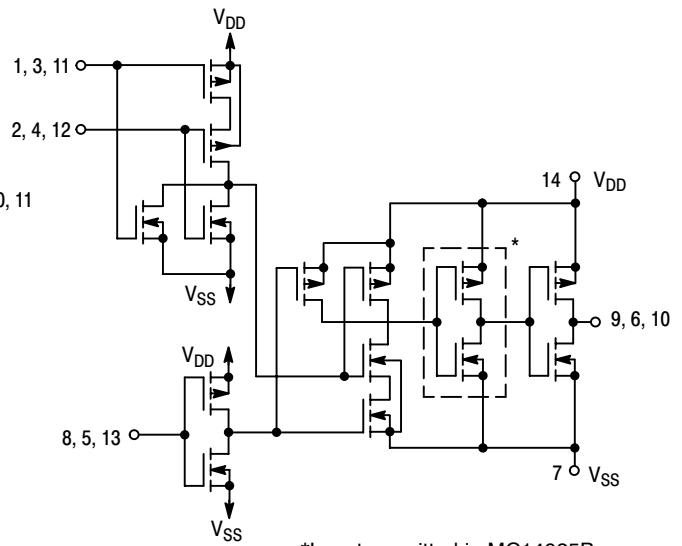 VDD
1, 3, 11
2, 4, 12
14 VDD
, 11
*
VSS
9, 6, 10
VDD
8, 5, 13
7 VSS
VSS